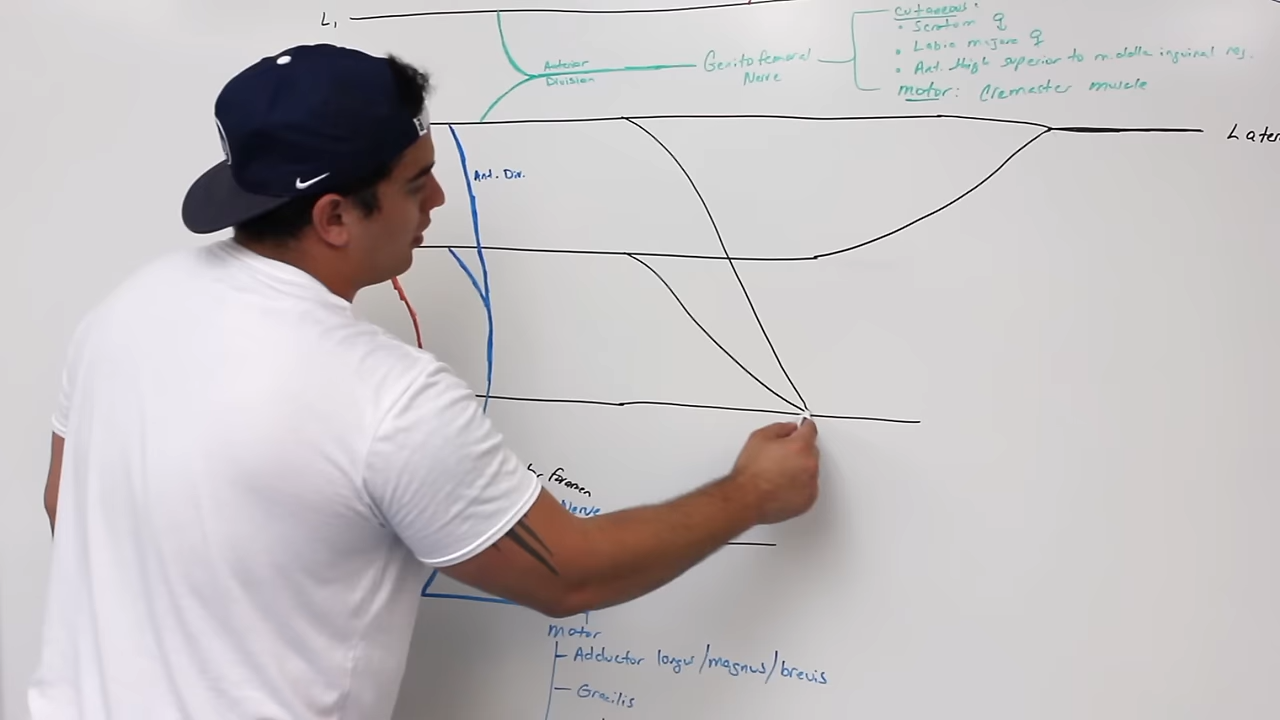 L,
Anterior
Division
Genitofemoral
Nerve
cutaneous:
• Scrotum ♀
• Labia majora ♀
• Ant. thigh superior to middle inguinal reg.
motor: Cremaster muscle
Later
Ant. Div.
foramen
Nerve
motor
Adductor longus/magnus/brevis
Gracilis